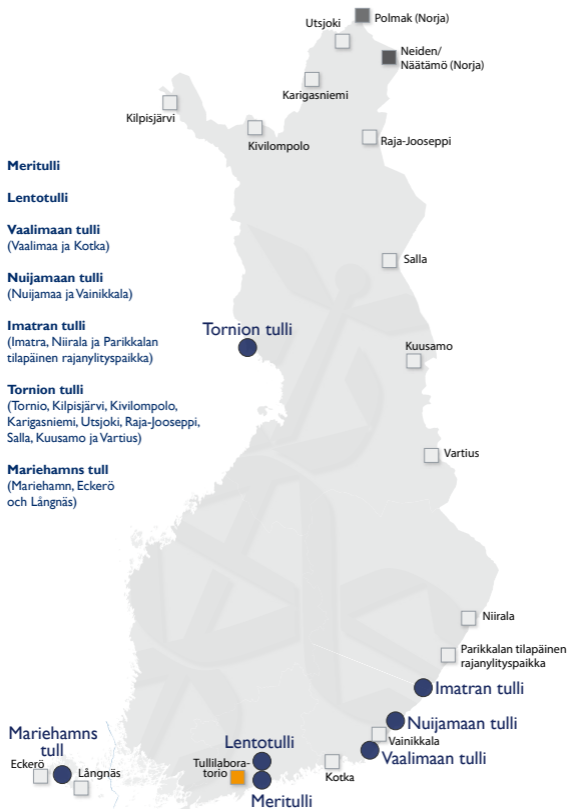 Utsjoki
Polmak (Norja)
Neiden/
Näätämö (Norja)
Karigasniemi
Kilpisjärvi
Kivilompolo
Raja-Jooseppi
Meritulli
Lentotulli
Vaalimaan tulli
(Vaalimaa ja Kotka)
Nuijamaan tulli
(Nuijamaa ja Vainikkala)
Imatran tulli
(Imatra, Niirala ja Parikkalan
tilapäinen rajanylityspaikka)
Tornion tulli
(Tornio, Kilpisjärvi, Kivilompolo,
Karigasniemi, Utsjoki, Raja-Jooseppi,
Salla, Kuusamo ja Vartius)
Mariehamns tull
(Mariehamn, Eckerö
och Långnäs)
Salla
Tornion tulli
Kuusamo
Vartius
Niirala
Parikkalan tilapäinen
rajanylityspaikka
Imatran tulli
Nuijamaan tulli
Vainikkala
Vaalimaan tulli
Mariehamns
tull
Eckerö
Långnäs
Lentotulli
Tullilabora-
torio
Kotka
Meritulli